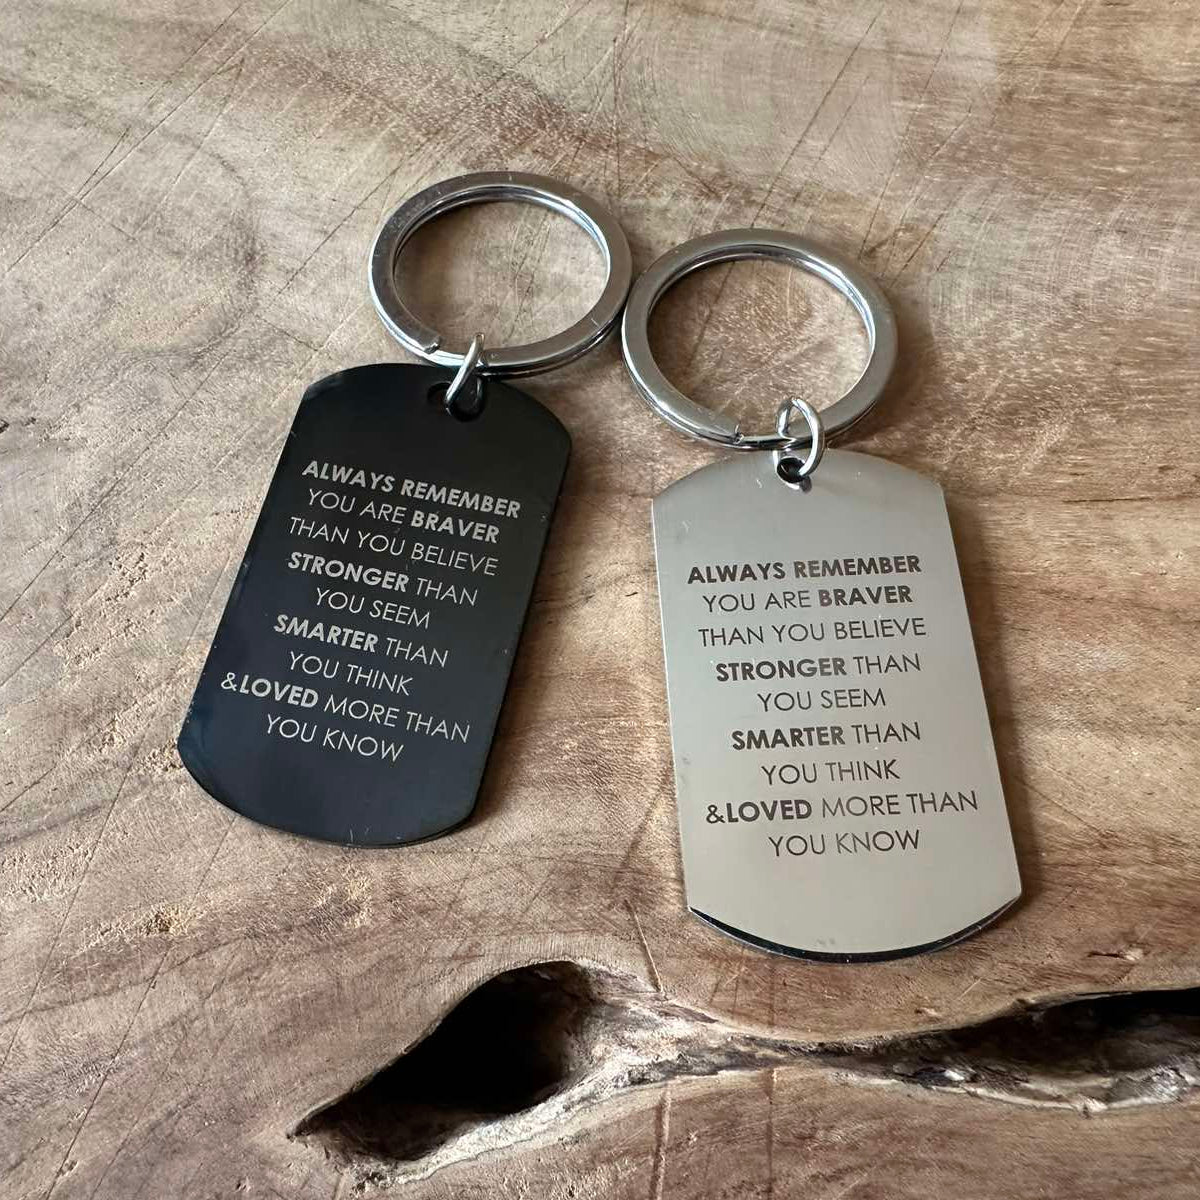 ALWAYS REMEMBER
YOU ARE BRAVER
THAN YOU BELIEVE
STRONGER THAN
YOU SEEM
SMARTER THAN
YOU THINK
&LOVED MORE THAN
YOU KNOW
ALWAYS REMEMBER
YOU ARE BRAVER
THAN YOU BELIEVE
STRONGER THAN
YOU SEEM
SMARTER THAN
YOU THINK
&LOVED MORE THAN
YOU KNOW